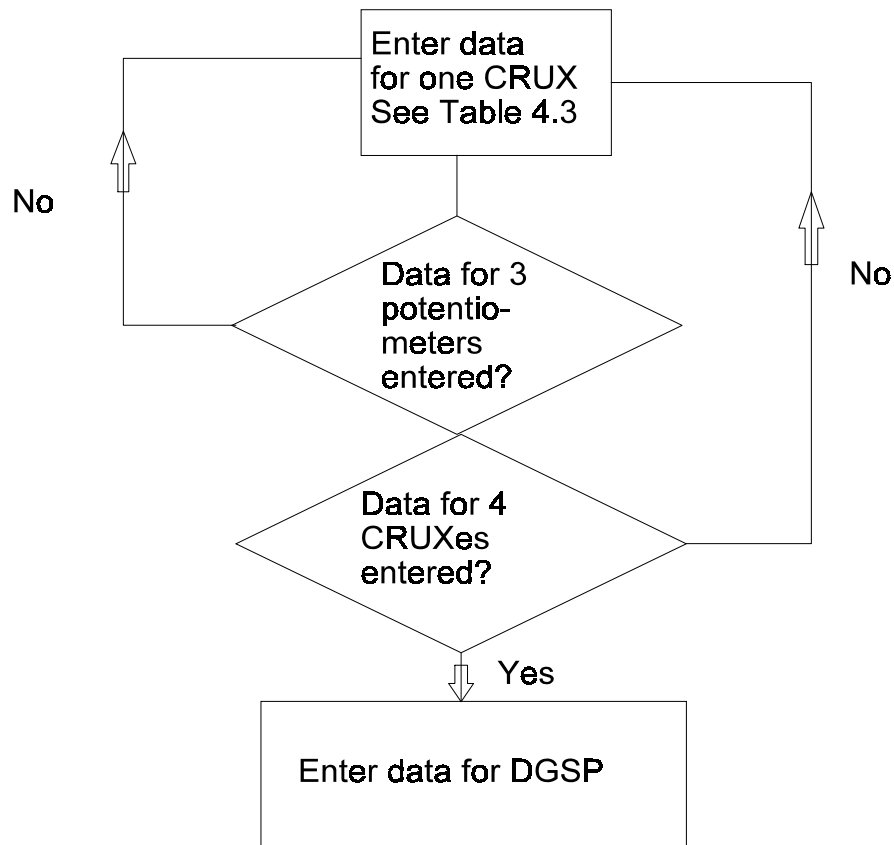 Enter data
for one CRUX
See Table 4.3
No
No
Data for 3
potentio-
meters
entered?
Data for 4
CRUXes
entered?
Yes
Enter data for DGSP